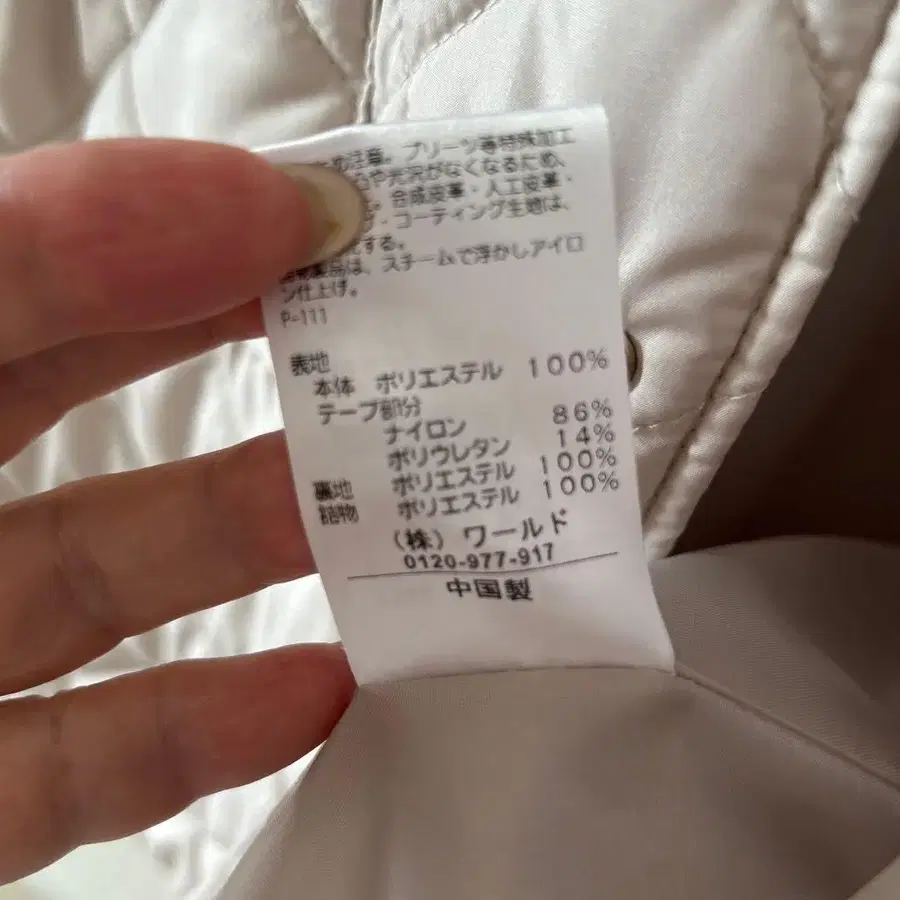 め注意。プリーツ等特殊加工
や光沢がなくなるため、
。合成皮革・人工皮革・
・コーティング生地は、
する。
製品は、スチームで浮かしアイロ
ン仕上げ。
P-111
表地
本体 ポリエステル 100%
テープ部分
ナイロン 86%
ポリウレタン 14%
裏地 ポリエステル 100%
詰物 ポリエステル 100%
(株) ワールド
0120-977-917
中国製